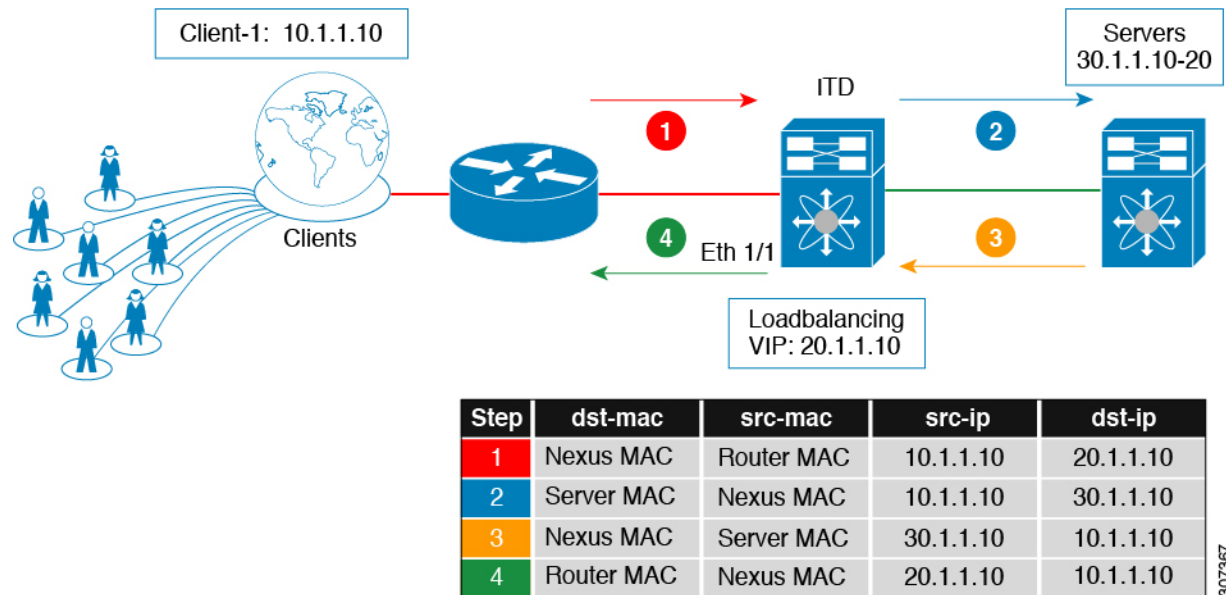 Client-1: 10.1.1.10
Servers
30.1.1.10-20
ITD
1
2
Clients
4
Eth 1/1
3
Loadbalancing
VIP: 20.1.1.10
Step dst-mac src-mac src-ip dst-ip
1 Nexus MAC Router MAC 10.1.1.10 20.1.1.10
2 Server MAC Nexus MAC 10.1.1.10 30.1.1.10
3 Nexus MAC Server MAC 30.1.1.10 10.1.1.10
4 Router MAC Nexus MAC 20.1.1.10 10.1.1.10
307367